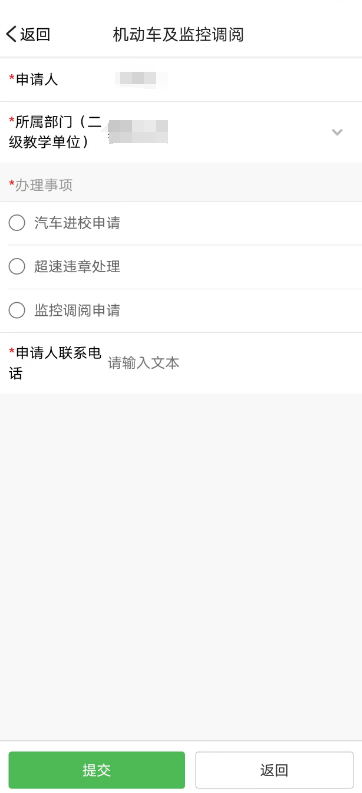 返回
机动车及监控调阅
*申请人
*所属部门（二
级教学单位）
*办理事项
汽车进校申请
超速违章处理
监控调阅申请
*申请人联系电
话
请输入文本
提交
返回